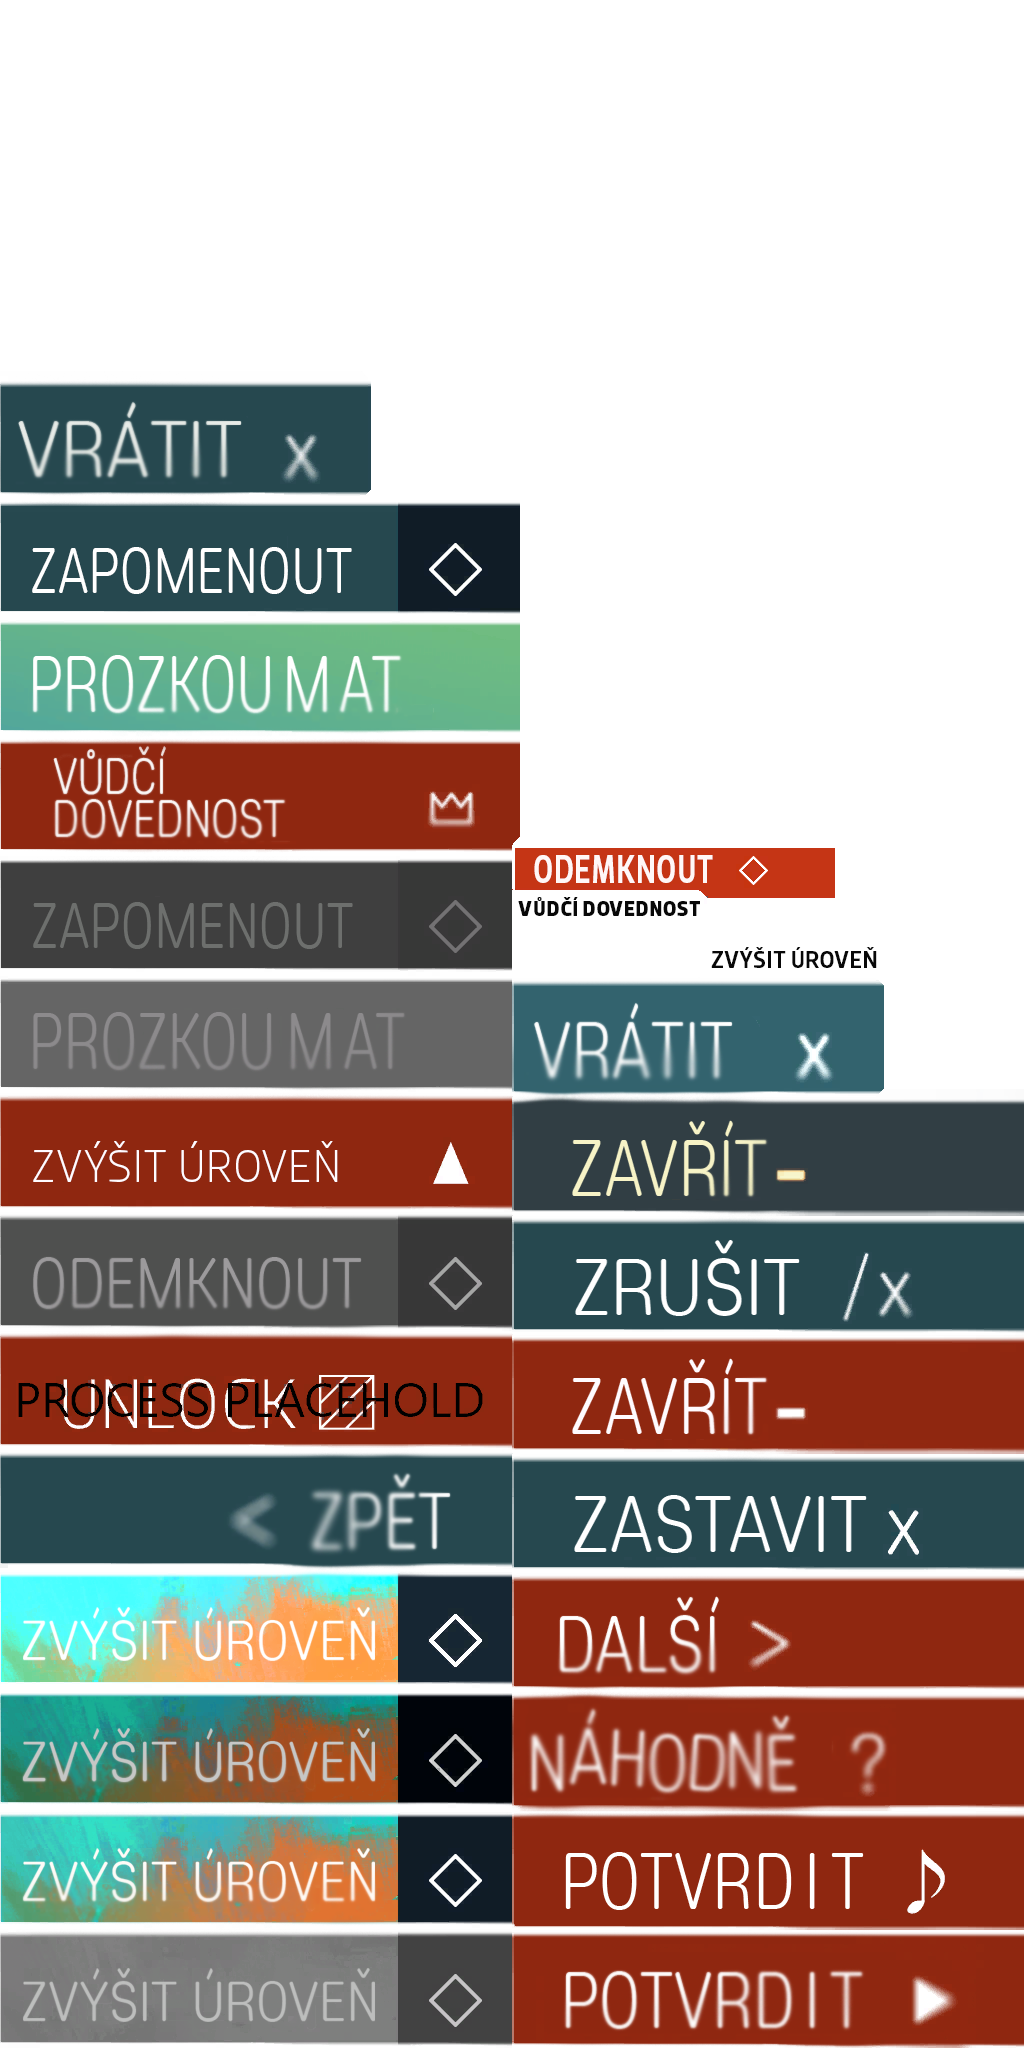 VRÁTIT x
ZAPOMENOUT
PROZKOUMAT
VŮDČÍ
DOVEDNOST
ZAPOMENOUT
PROZKOUMAT
ZVÝŠIT ÚROVEŇ
ODEMKNOUT
UNLOCK
PROCESS PLACEHOLD
< ZPĚT
ZVÝŠIT ÚROVEŇ
ZVÝŠIT ÚROVEŇ
ZVÝŠIT ÚROVEŇ
ZVÝŠIT ÚROVEŇ
ODEMKNOUT
VŮDČÍ DOVEDNOST
ZVÝŠIT ÚROVEŇ
VRÁTIT x
ZAVŘÍT -
ZRUŠIT / x
ZAVŘÍT -
ZASTAVIT x
DALŠÍ >
NÁHODNĚ ?
POTVRDIT
POTVRDIT